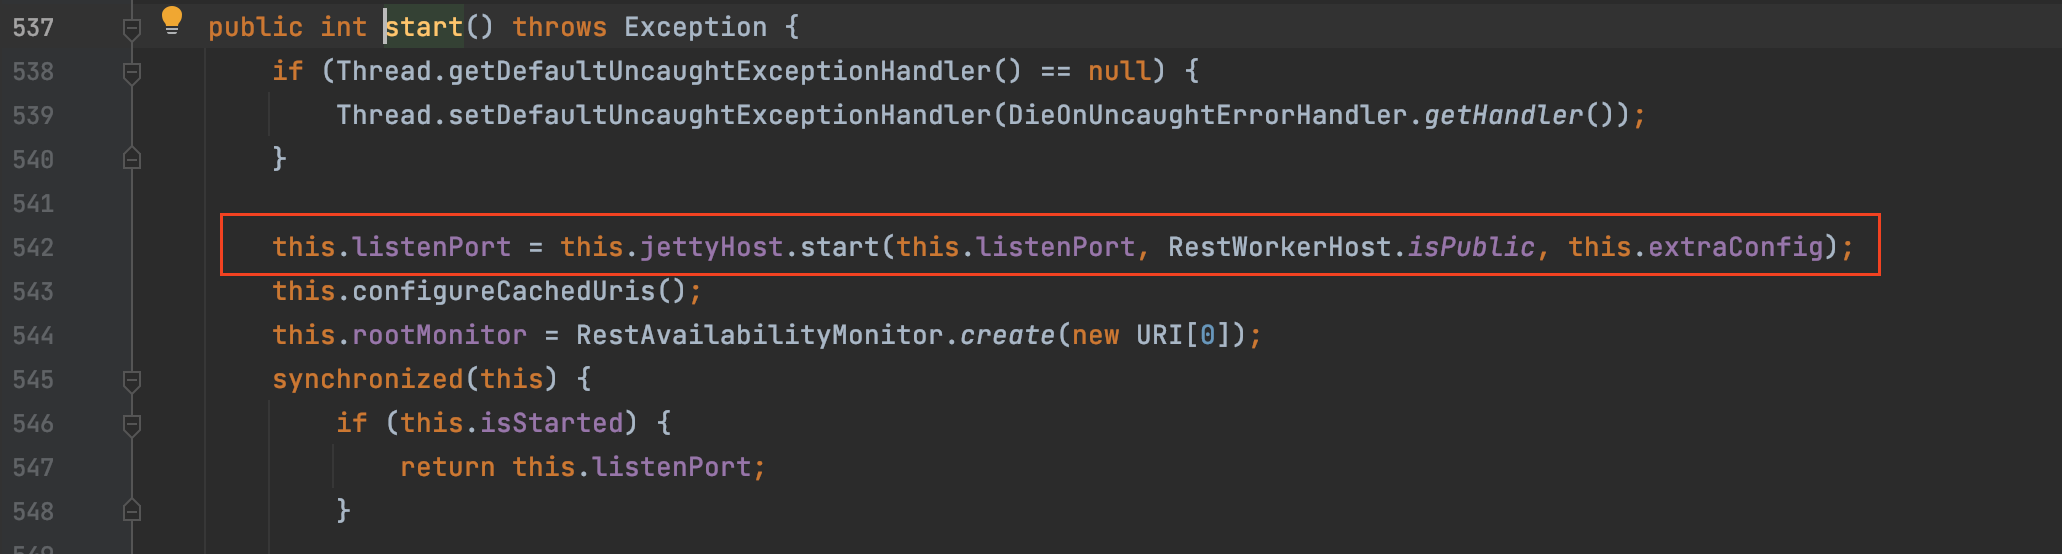 537 public int start() throws Exception {
538 if (Thread.getDefaultUncaughtExceptionHandler() == null) {
539 Thread.setDefaultUncaughtExceptionHandler(DieOnUncaughtErrorHandler.getHandler());
540 }
541
542 this.listenPort = this.jettyHost.start(this.listenPort, RestWorkerHost.isPublic, this.extraConfig);
543 this.configureCachedUris();
544 this.rootMonitor = RestAvailabilityMonitor.create(new URI[0]);
545 synchronized(this) {
546 if (this.isStarted) {
547 return this.listenPort;
548 }
549